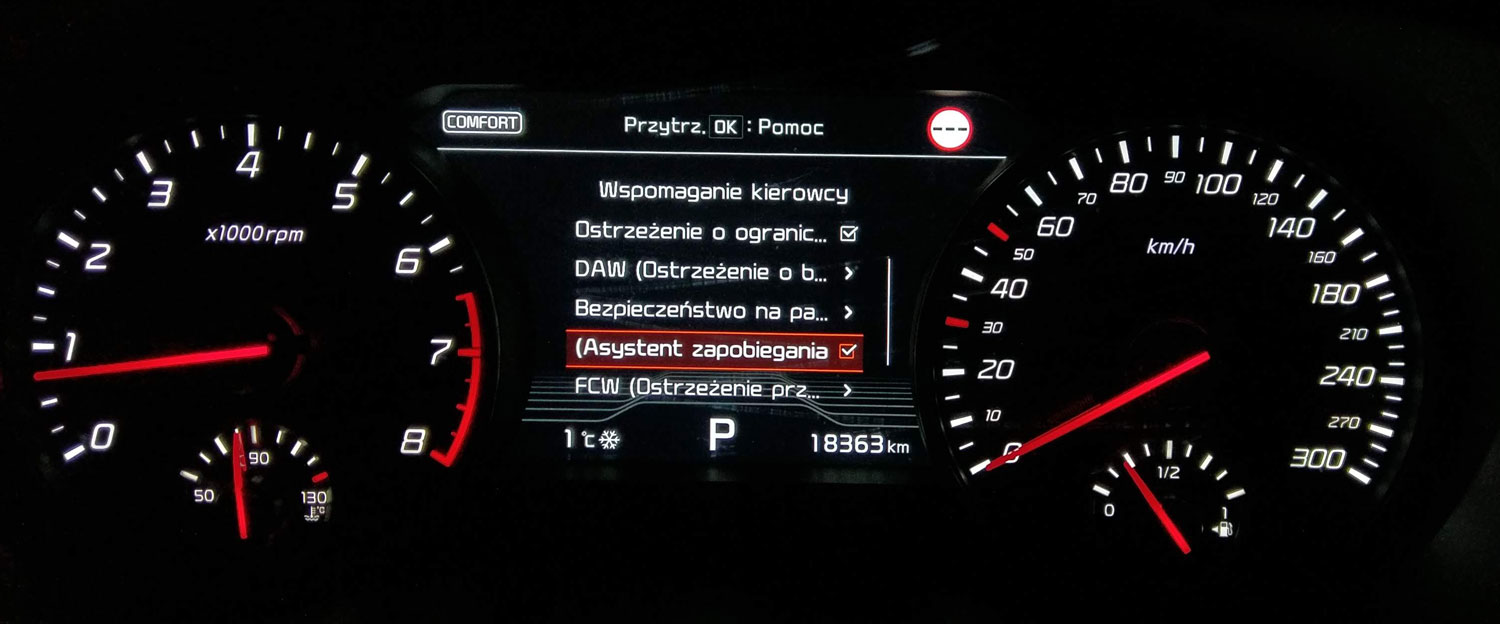 COMFORT
Przytrz. OK : Pomoc
---
Wspomaganie kierowcy
Ostrzeżenie o ogranic...
DAW (Ostrzeżenie o b...
Bezpieczeństwo na pa...
(Asystent zapobiegania
FCW (Ostrzeżenie prz...
1°C
P
18363 km
0
1
2
3
4
5
6
7
8
x1000rpm
50
90
130
°C
0
10
20
30
40
50
60
70
80
90
100
120
140
160
180
210
240
270
300
km/h
0
1/2
1